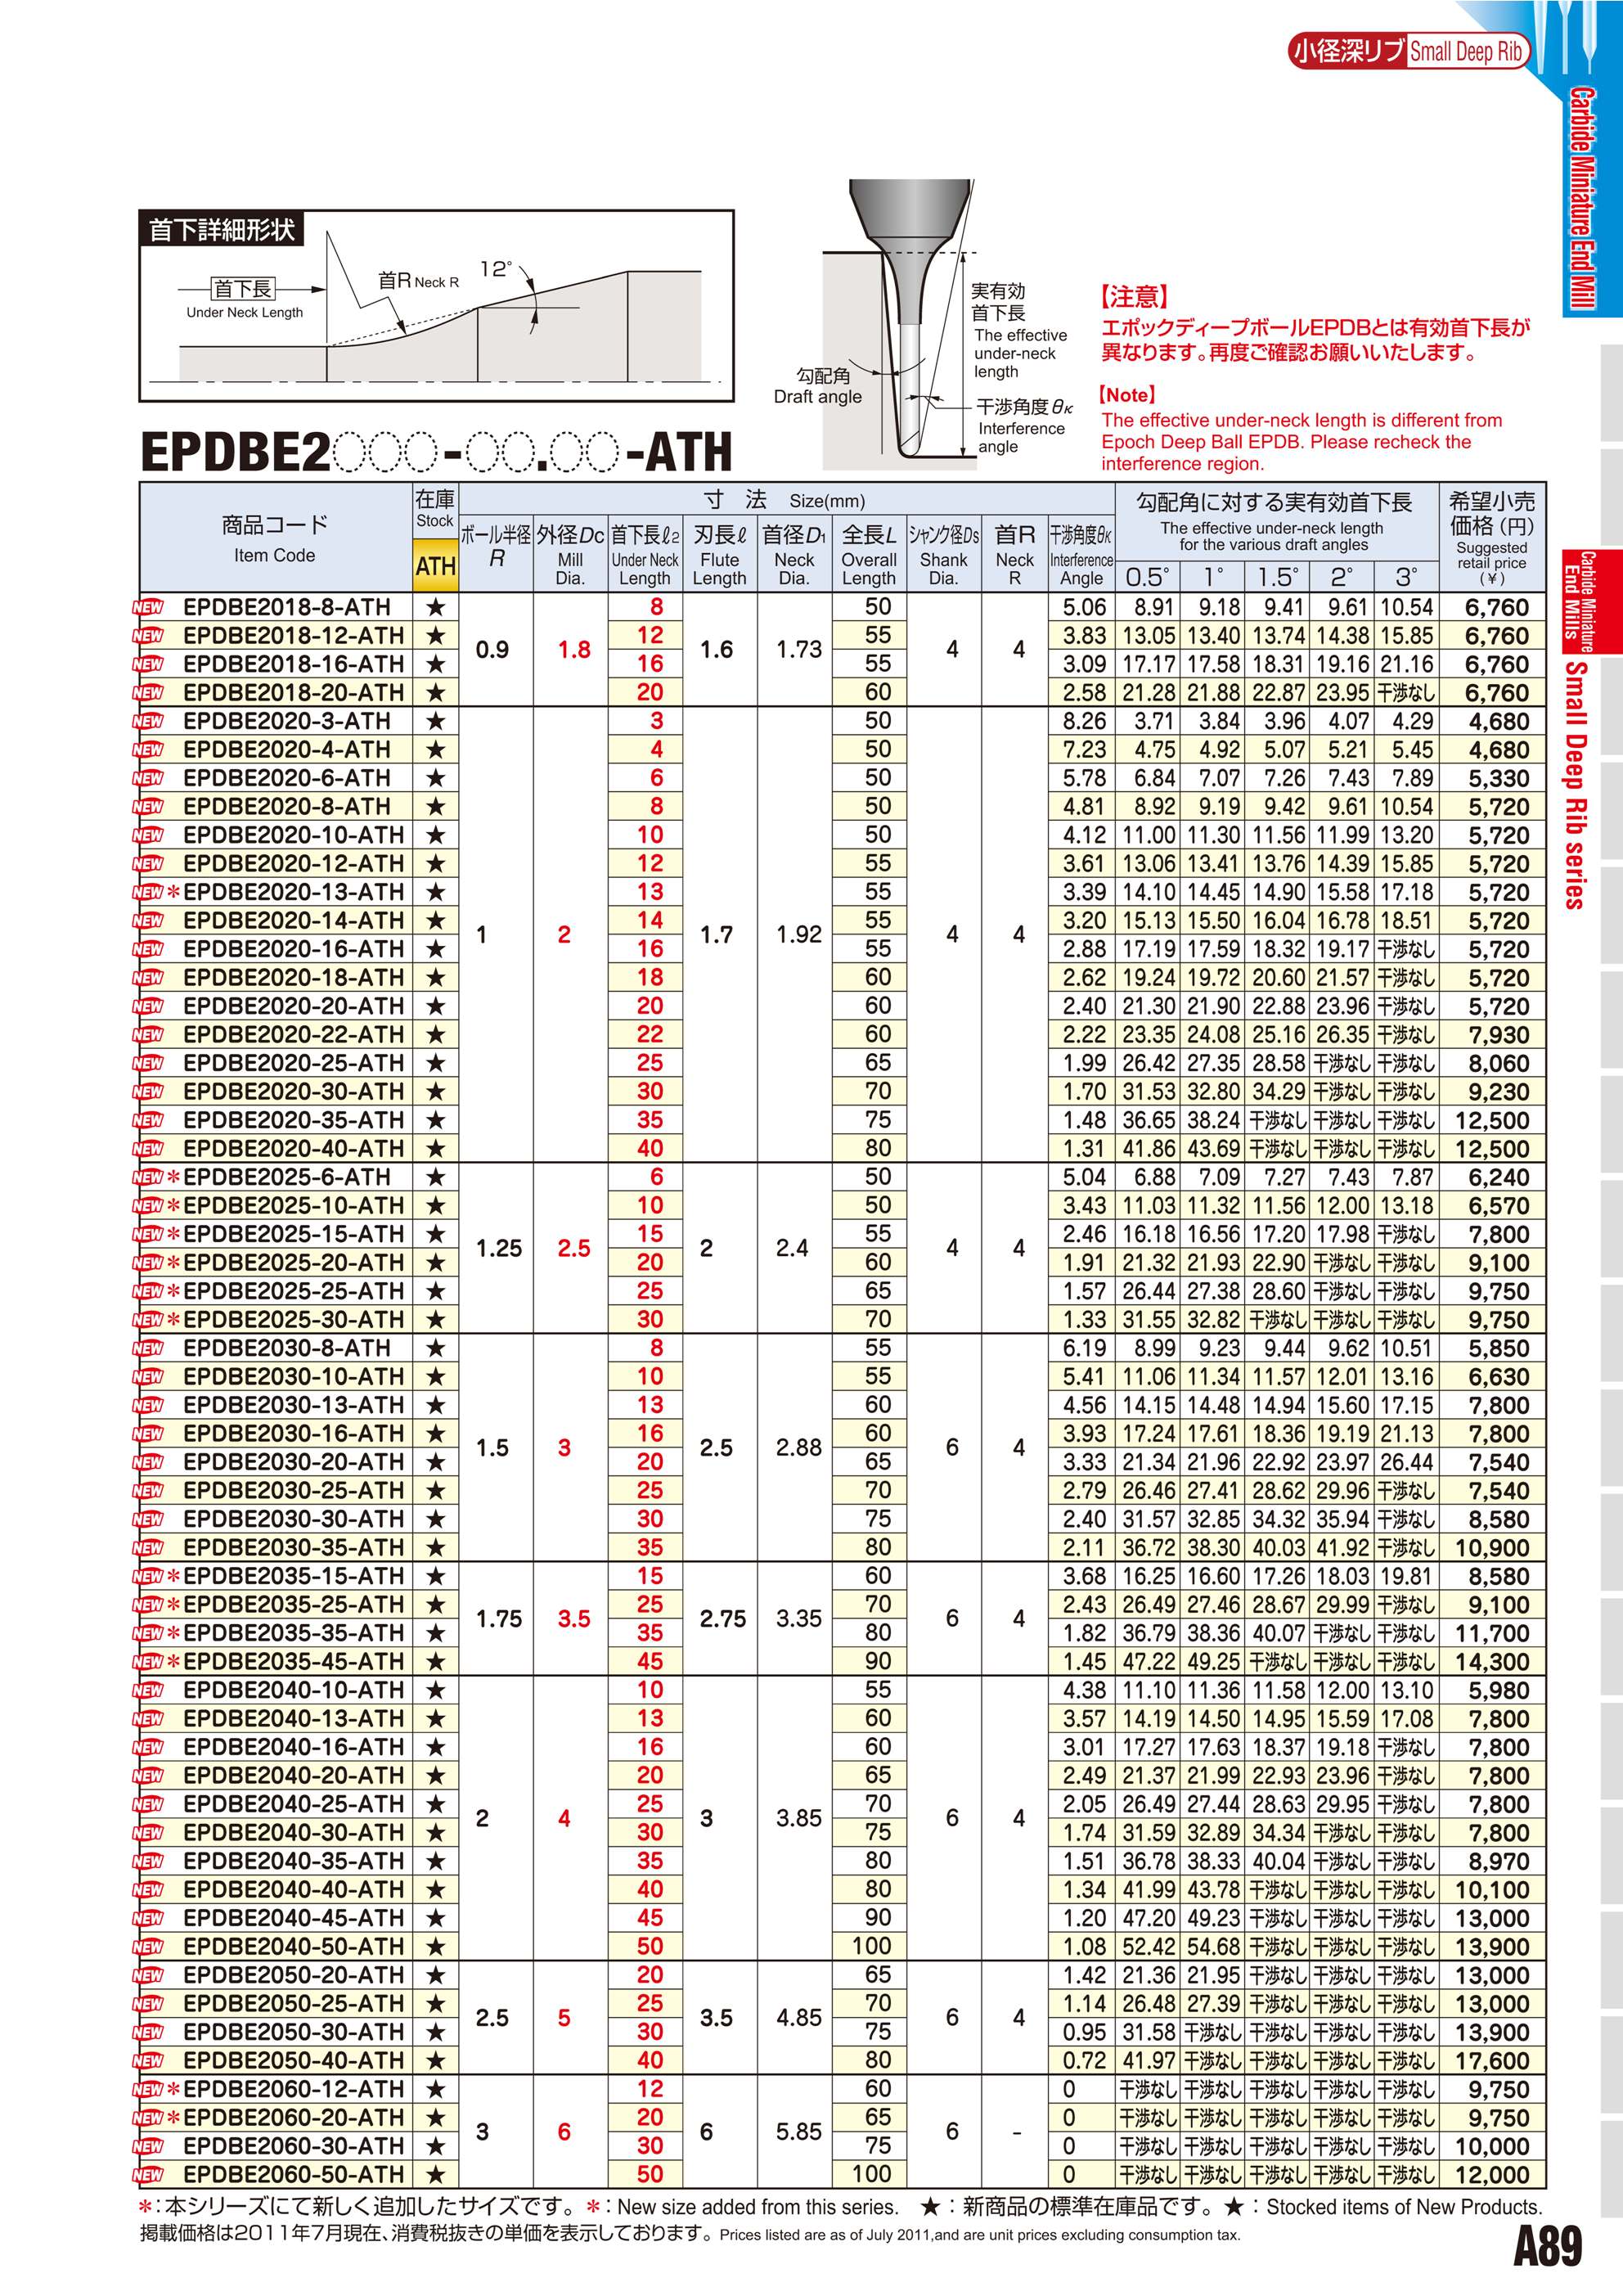 小径深リブ Small Deep Rib
Carbide Miniature End Mill
首下詳細形状
首下長
Under Neck Length
首R Neck R
12°
実有効
首下長
The effective
under-neck
length
勾配角
Draft angle
干渉角度θκ
Interference
angle
【注意】
エポックディープボールEPDBとは有効首下長が
異なります。再度ご確認お願いいたします。
【Note】
The effective under-neck length is different from
Epoch Deep Ball EPDB. Please recheck the
interference region.
EPDBE2○○○-○○.○○-ATH
商品コード Item Code 在庫 Stock ATH 寸 法 Size(mm) 勾配角に対する実有効首下長 The effective under-neck length for the various draft angles 希望小売価格(円) Suggested retail price (¥)
ボール半径 R 外径Dc Mill Dia. 首下長ℓ2 Under Neck Length 刃長ℓ Flute Length 首径D1 Neck Dia. 全長L Overall Length シャンク径Ds Shank Dia. 首R Neck R 干渉角度θκ Interference Angle 0.5° 1° 1.5° 2° 3°
NEW EPDBE2018-8-ATH ★ 8 50 5.06 8.91 9.18 9.41 9.61 10.54 6,760
NEW EPDBE2018-12-ATH ★ 12 55 3.83 13.05 13.40 13.74 14.38 15.85 6,760
0.9 1.8 1.6 1.73 4 4
NEW EPDBE2018-16-ATH ★ 16 55 3.09 17.17 17.58 18.31 19.16 21.16 6,760
NEW EPDBE2018-20-ATH ★ 20 60 2.58 21.28 21.88 22.87 23.95 干渉なし 6,760
NEW EPDBE2020-3-ATH ★ 3 50 8.26 3.71 3.84 3.96 4.07 4.29 4,680
NEW EPDBE2020-4-ATH ★ 4 50 7.23 4.75 4.92 5.07 5.21 5.45 4,680
NEW EPDBE2020-6-ATH ★ 6 50 5.78 6.84 7.07 7.26 7.43 7.89 5,330
NEW EPDBE2020-8-ATH ★ 8 50 4.81 8.92 9.19 9.42 9.61 10.54 5,720
NEW EPDBE2020-10-ATH ★ 10 50 4.12 11.00 11.30 11.56 11.99 13.20 5,720
NEW EPDBE2020-12-ATH ★ 12 55 3.61 13.06 13.41 13.76 14.39 15.85 5,720
NEW *EPDBE2020-13-ATH ★ 13 55 3.39 14.10 14.45 14.90 15.58 17.18 5,720
NEW EPDBE2020-14-ATH ★ 14 55 3.20 15.13 15.50 16.04 16.78 18.51 5,720
1 2 1.7 1.92 4 4
NEW EPDBE2020-16-ATH ★ 16 55 2.88 17.19 17.59 18.32 19.17 干渉なし 5,720
NEW EPDBE2020-18-ATH ★ 18 60 2.62 19.24 19.72 20.60 21.57 干渉なし 5,720
NEW EPDBE2020-20-ATH ★ 20 60 2.40 21.30 21.90 22.88 23.96 干渉なし 5,720
NEW EPDBE2020-22-ATH ★ 22 60 2.22 23.35 24.08 25.16 26.35 干渉なし 7,930
NEW EPDBE2020-25-ATH ★ 25 65 1.99 26.42 27.35 28.58 干渉なし 干渉なし 8,060
NEW EPDBE2020-30-ATH ★ 30 70 1.70 31.53 32.80 34.29 干渉なし 干渉なし 9,230
NEW EPDBE2020-35-ATH ★ 35 75 1.48 36.65 38.24 干渉なし 干渉なし 干渉なし 12,500
NEW EPDBE2020-40-ATH ★ 40 80 1.31 41.86 43.69 干渉なし 干渉なし 干渉なし 12,500
NEW *EPDBE2025-6-ATH ★ 6 50 5.04 6.88 7.09 7.27 7.43 7.87 6,240
NEW *EPDBE2025-10-ATH ★ 10 50 3.43 11.03 11.32 11.56 12.00 13.18 6,570
NEW *EPDBE2025-15-ATH ★ 15 55 2.46 16.18 16.56 17.20 17.98 干渉なし 7,800
1.25 2.5 2 2.4 4 4
NEW *EPDBE2025-20-ATH ★ 20 60 1.91 21.32 21.93 22.90 干渉なし 干渉なし 9,100
NEW *EPDBE2025-25-ATH ★ 25 65 1.57 26.44 27.38 28.60 干渉なし 干渉なし 9,750
NEW *EPDBE2025-30-ATH ★ 30 70 1.33 31.55 32.82 干渉なし 干渉なし 干渉なし 9,750
NEW EPDBE2030-8-ATH ★ 8 55 6.19 8.99 9.23 9.44 9.62 10.51 5,850
NEW EPDBE2030-10-ATH ★ 10 55 5.41 11.06 11.34 11.57 12.01 13.16 6,630
NEW EPDBE2030-13-ATH ★ 13 60 4.56 14.15 14.48 14.94 15.60 17.15 7,800
NEW EPDBE2030-16-ATH ★ 16 60 3.93 17.24 17.61 18.36 19.19 21.13 7,800
1.5 3 2.5 2.88 6 4
NEW EPDBE2030-20-ATH ★ 20 65 3.33 21.34 21.96 22.92 23.97 26.44 7,540
NEW EPDBE2030-25-ATH ★ 25 70 2.79 26.46 27.41 28.62 29.96 干渉なし 7,540
NEW EPDBE2030-30-ATH ★ 30 75 2.40 31.57 32.85 34.32 35.94 干渉なし 8,580
NEW EPDBE2030-35-ATH ★ 35 80 2.11 36.72 38.30 40.03 41.92 干渉なし 10,900
NEW *EPDBE2035-15-ATH ★ 15 60 3.68 16.25 16.60 17.26 18.03 19.81 8,580
NEW *EPDBE2035-25-ATH ★ 25 70 2.43 26.49 27.46 28.67 29.99 干渉なし 9,100
1.75 3.5 2.75 3.35 6 4
NEW *EPDBE2035-35-ATH ★ 35 80 1.82 36.79 38.36 40.07 干渉なし 干渉なし 11,700
NEW *EPDBE2035-45-ATH ★ 45 90 1.45 47.22 49.25 干渉なし 干渉なし 干渉なし 14,300
NEW EPDBE2040-10-ATH ★ 10 55 4.38 11.10 11.36 11.58 12.00 13.10 5,980
NEW EPDBE2040-13-ATH ★ 13 60 3.57 14.19 14.50 14.95 15.59 17.08 7,800
NEW EPDBE2040-16-ATH ★ 16 60 3.01 17.27 17.63 18.37 19.18 干渉なし 7,800
NEW EPDBE2040-20-ATH ★ 20 65 2.49 21.37 21.99 22.93 23.96 干渉なし 7,800
NEW EPDBE2040-25-ATH ★ 25 70 2.05 26.49 27.44 28.63 29.95 干渉なし 7,800
2 4 3 3.85 6 4
NEW EPDBE2040-30-ATH ★ 30 75 1.74 31.59 32.89 34.34 干渉なし 干渉なし 7,800
NEW EPDBE2040-35-ATH ★ 35 80 1.51 36.78 38.33 40.04 干渉なし 干渉なし 8,970
NEW EPDBE2040-40-ATH ★ 40 80 1.34 41.99 43.78 干渉なし 干渉なし 干渉なし 10,100
NEW EPDBE2040-45-ATH ★ 45 90 1.20 47.20 49.23 干渉なし 干渉なし 干渉なし 13,000
NEW EPDBE2040-50-ATH ★ 50 100 1.08 52.42 54.68 干渉なし 干渉なし 干渉なし 13,900
NEW EPDBE2050-20-ATH ★ 20 65 1.42 21.36 21.95 干渉なし 干渉なし 干渉なし 13,000
NEW EPDBE2050-25-ATH ★ 25 70 1.14 26.48 27.39 干渉なし 干渉なし 干渉なし 13,000
2.5 5 3.5 4.85 6 4
NEW EPDBE2050-30-ATH ★ 30 75 0.95 31.58 干渉なし 干渉なし 干渉なし 干渉なし 13,900
NEW EPDBE2050-40-ATH ★ 40 80 0.72 41.97 干渉なし 干渉なし 干渉なし 干渉なし 17,600
NEW *EPDBE2060-12-ATH ★ 12 60 0 干渉なし 干渉なし 干渉なし 干渉なし 干渉なし 9,750
NEW *EPDBE2060-20-ATH ★ 20 65 0 干渉なし 干渉なし 干渉なし 干渉なし 干渉なし 9,750
3 6 6 5.85 6 -
NEW EPDBE2060-30-ATH ★ 30 75 0 干渉なし 干渉なし 干渉なし 干渉なし 干渉なし 10,000
NEW EPDBE2060-50-ATH ★ 50 100 0 干渉なし 干渉なし 干渉なし 干渉なし 干渉なし 12,000
*：本シリーズにて新しく追加したサイズです。 *：New size added from this series. ★：新商品の標準在庫品です。★：Stocked items of New Products.
掲載価格は2011年7月現在、消費税抜きの単価を表示しております。Prices listed are as of July 2011,and are unit prices excluding consumption tax.
Carbide Miniature
End Mills
Small Deep Rib series
A89